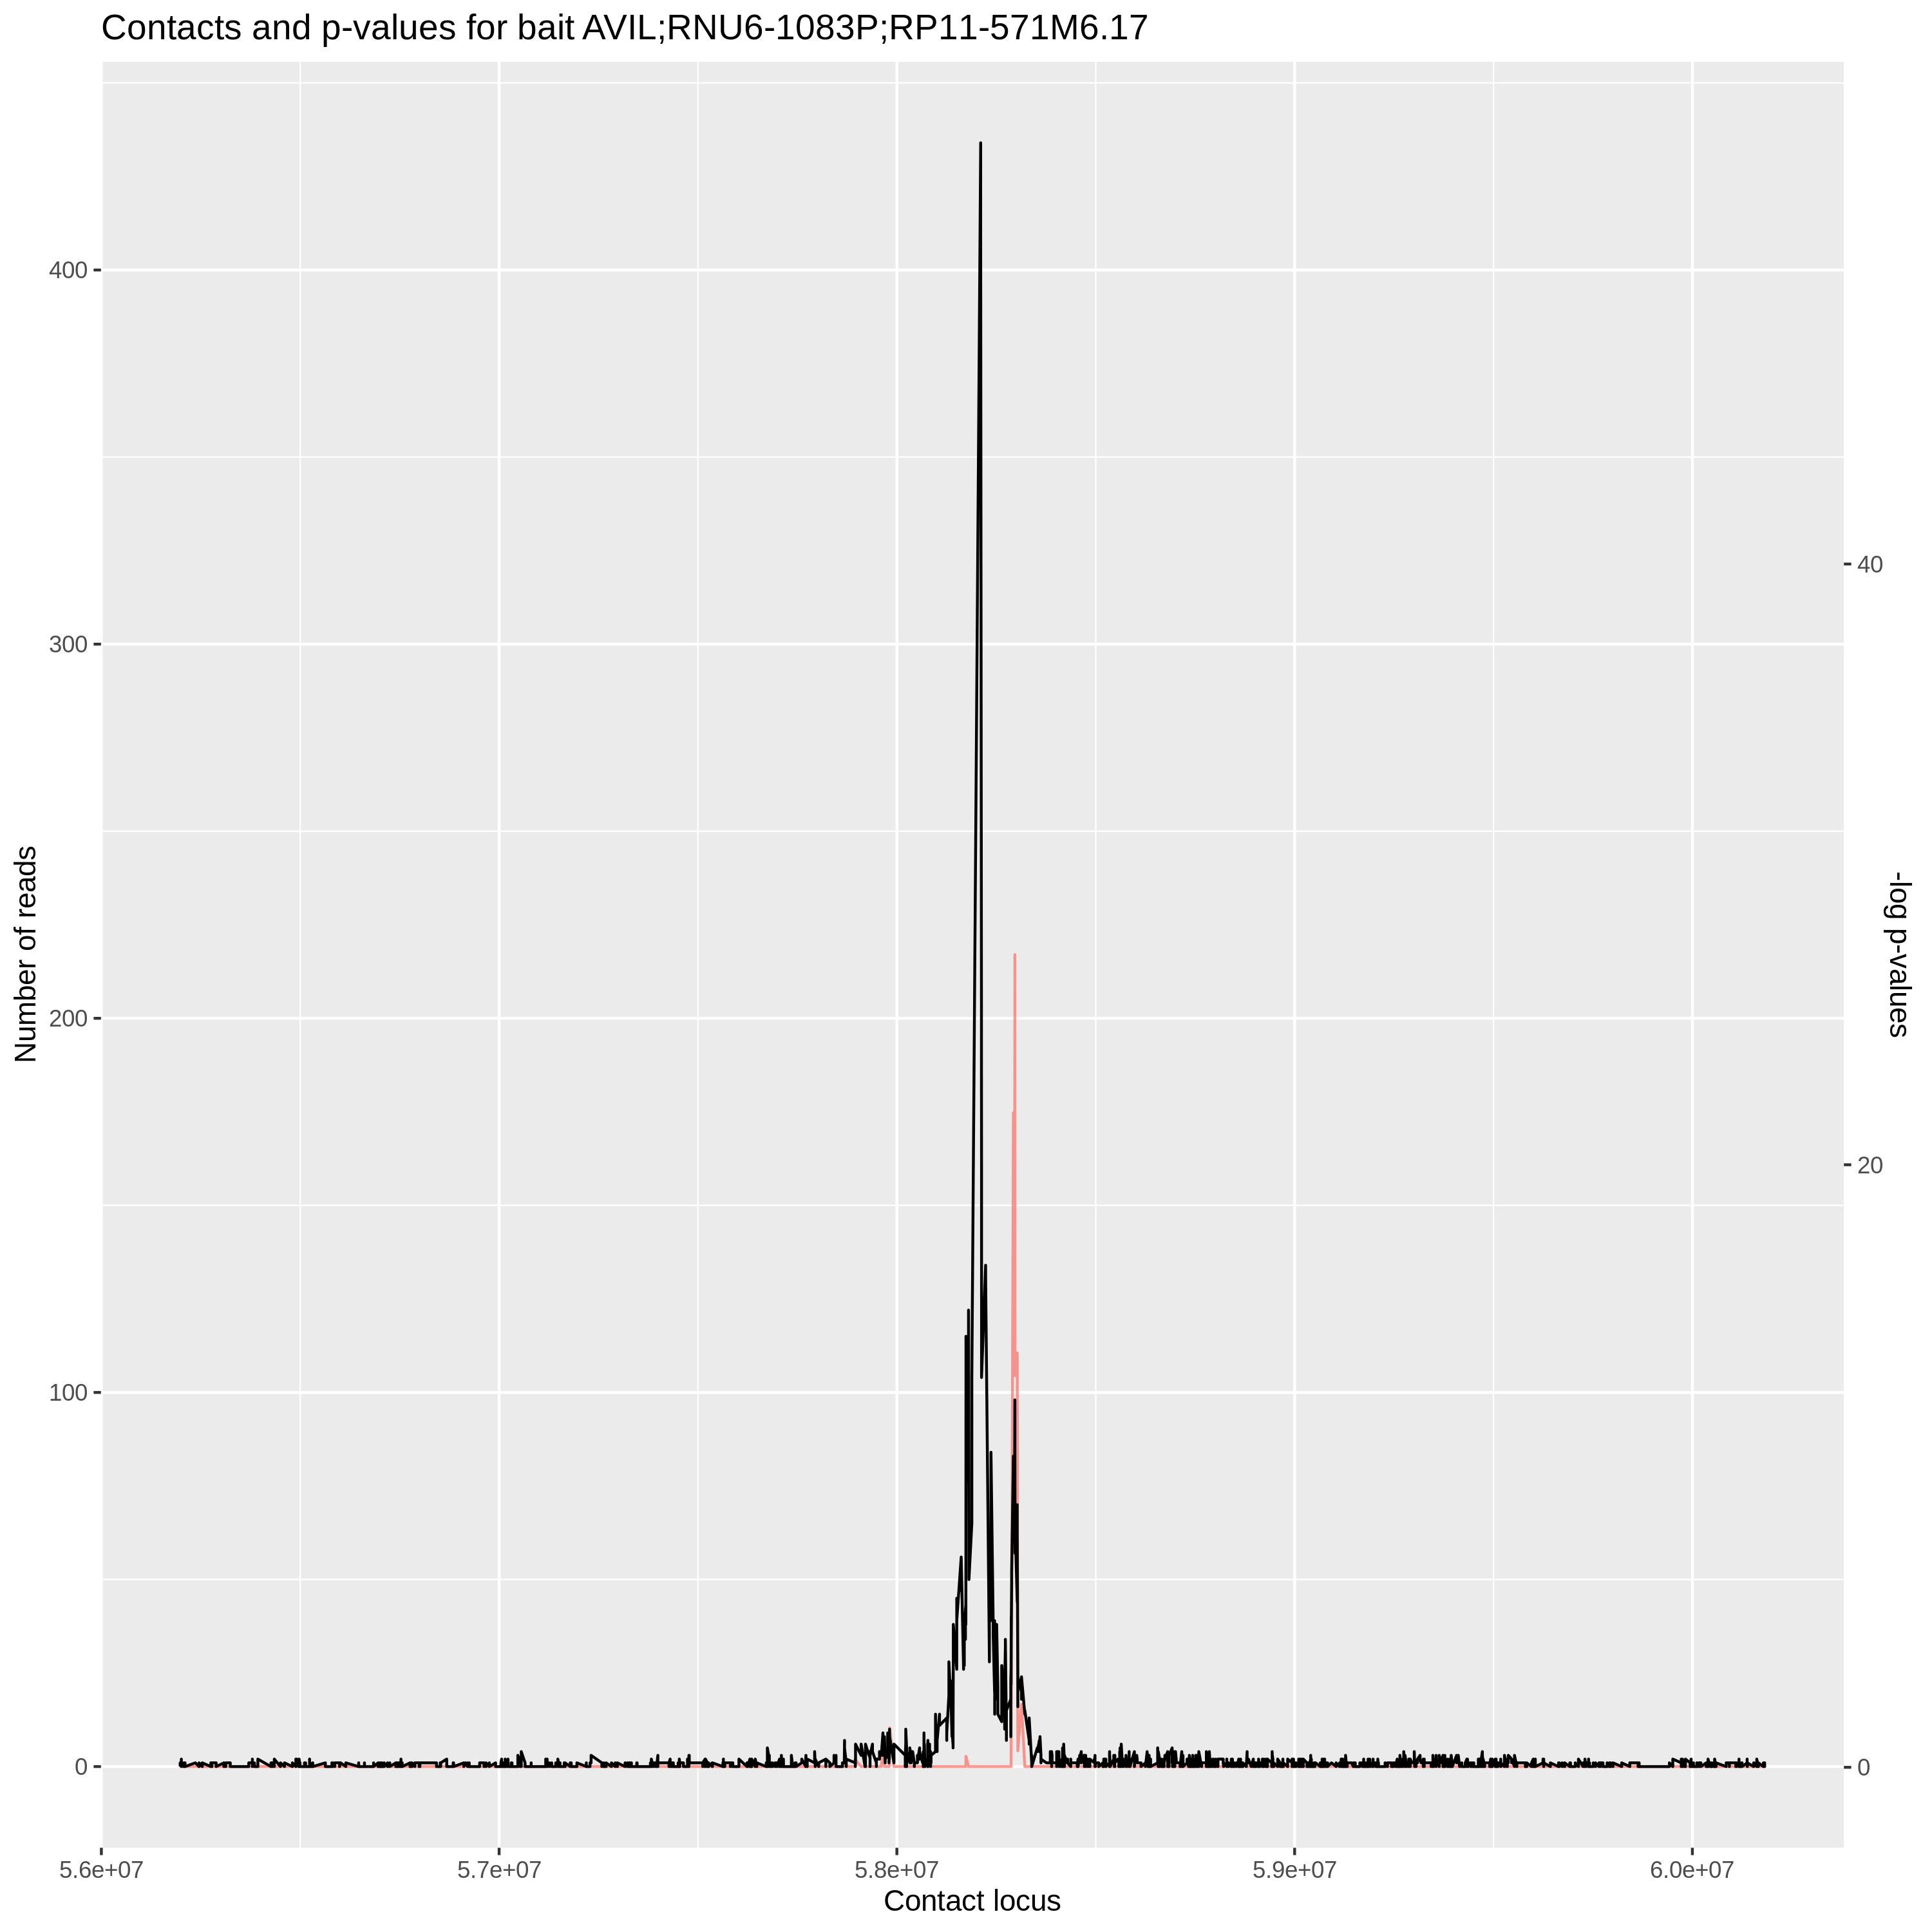 Contacts and p-values for bait AVIL;RNU6-1083P;RP11-571M6.17
400
300
200
100
0
Number of reads
40
20
0
-log p-values
5.6e+07
5.7e+07
5.8e+07
5.9e+07
6.0e+07
Contact locus